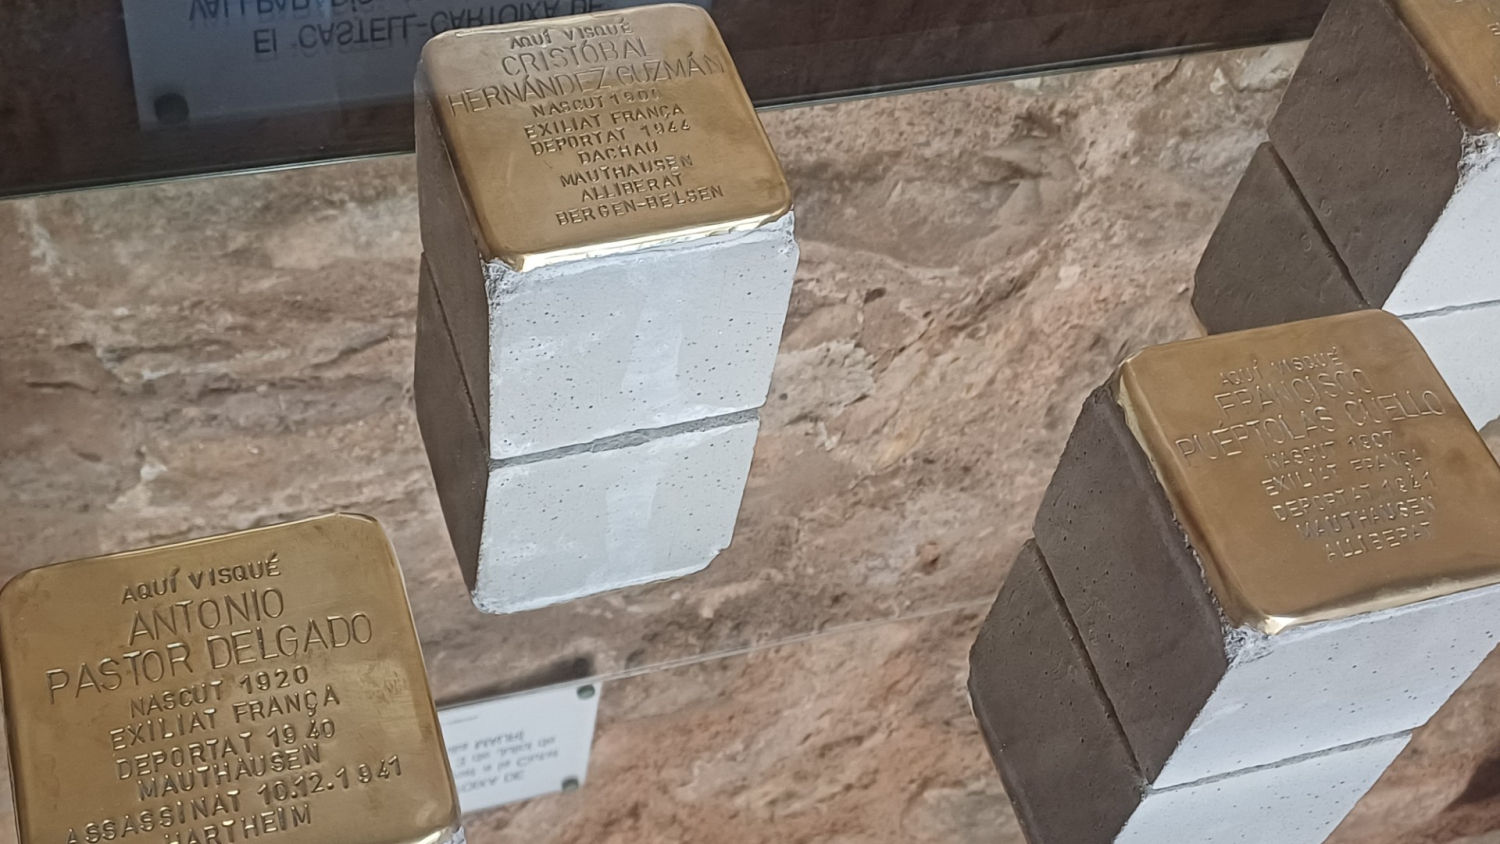 AQUÍ VISQUÉ
CRISTÓBAL
HERNÁNDEZ GUZMÁN
NASCUT
EXILIAT FRANÇA
DEPORTAT 1944
DACHAU
MAUTHAUSEN
ALLIBERAT
BERGEN-BELSEN
AQUÍ VISQUÉ
FRANCISCO
PUÉRTOLAS CUELLO
NASCUT 1907
EXILIAT FRANÇA
DEPORTAT 1941
MAUTHAUSEN
ALLIBERAT
AQUÍ VISQUÉ
ANTONIO
PASTOR DELGADO
NASCUT 1920
EXILIAT FRANÇA
DEPORTAT 1940
MAUTHAUSEN
ASSASSINAT 10.12.1941
HARTHEIM
EL CASTELL-CARTOIXA DE
VALLPARADÍS